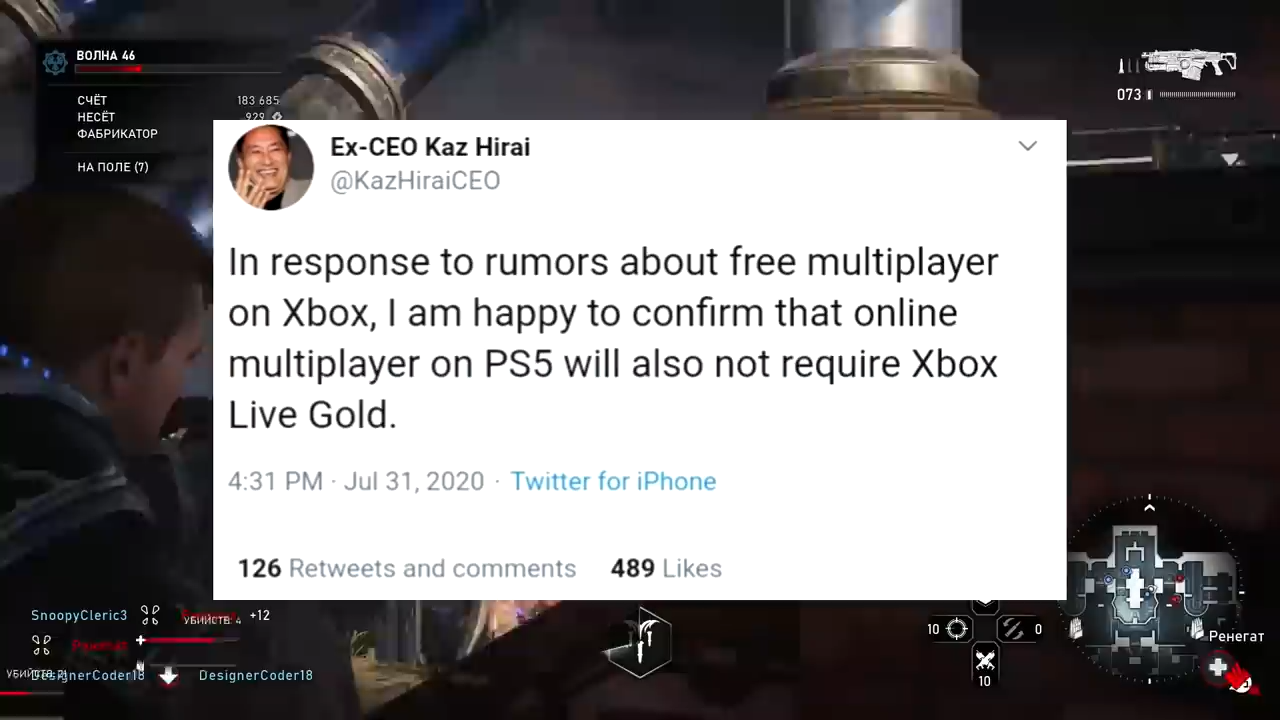 ВОЛНА 46
СЧЁТ 183 685
НЕСЁТ 929
ФАБРИКАТОР
НА ПОЛЕ (7)
073
Ex-CEO Kaz Hirai
@KazHiraiCEO
In response to rumors about free multiplayer
on Xbox, I am happy to confirm that online
multiplayer on PS5 will also not require Xbox
Live Gold.
4:31 PM · Jul 31, 2020 · Twitter for iPhone
126 Retweets and comments 489 Likes
SnoopyCleric3 +12
УБИЙСТВ: 4
DesignerCoder18 DesignerCoder18
10 0
10
Ренегат